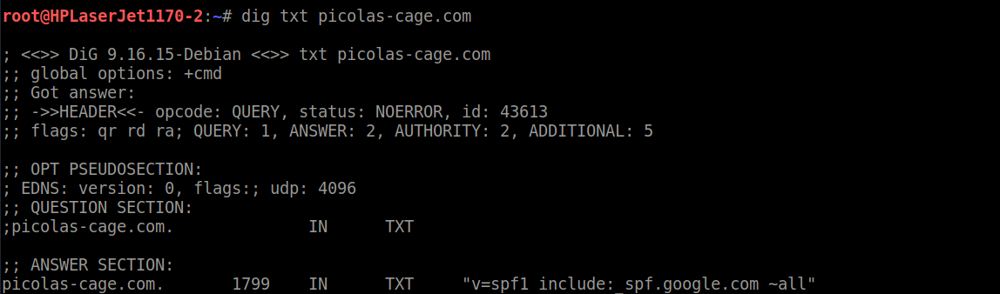 root@HPLaserJet1170-2:~# dig txt picolas-cage.com
; <<>> DiG 9.16.15-Debian <<>> txt picolas-cage.com
;; global options: +cmd
;; Got answer:
;; ->>HEADER<<- opcode: QUERY, status: NOERROR, id: 43613
;; flags: qr rd ra; QUERY: 1, ANSWER: 2, AUTHORITY: 2, ADDITIONAL: 5
;; OPT PSEUDOSECTION:
; EDNS: version: 0, flags:; udp: 4096
;; QUESTION SECTION:
;picolas-cage.com. IN TXT
;; ANSWER SECTION:
picolas-cage.com. 1799 IN TXT "v=spf1 include:_spf.google.com ~all"